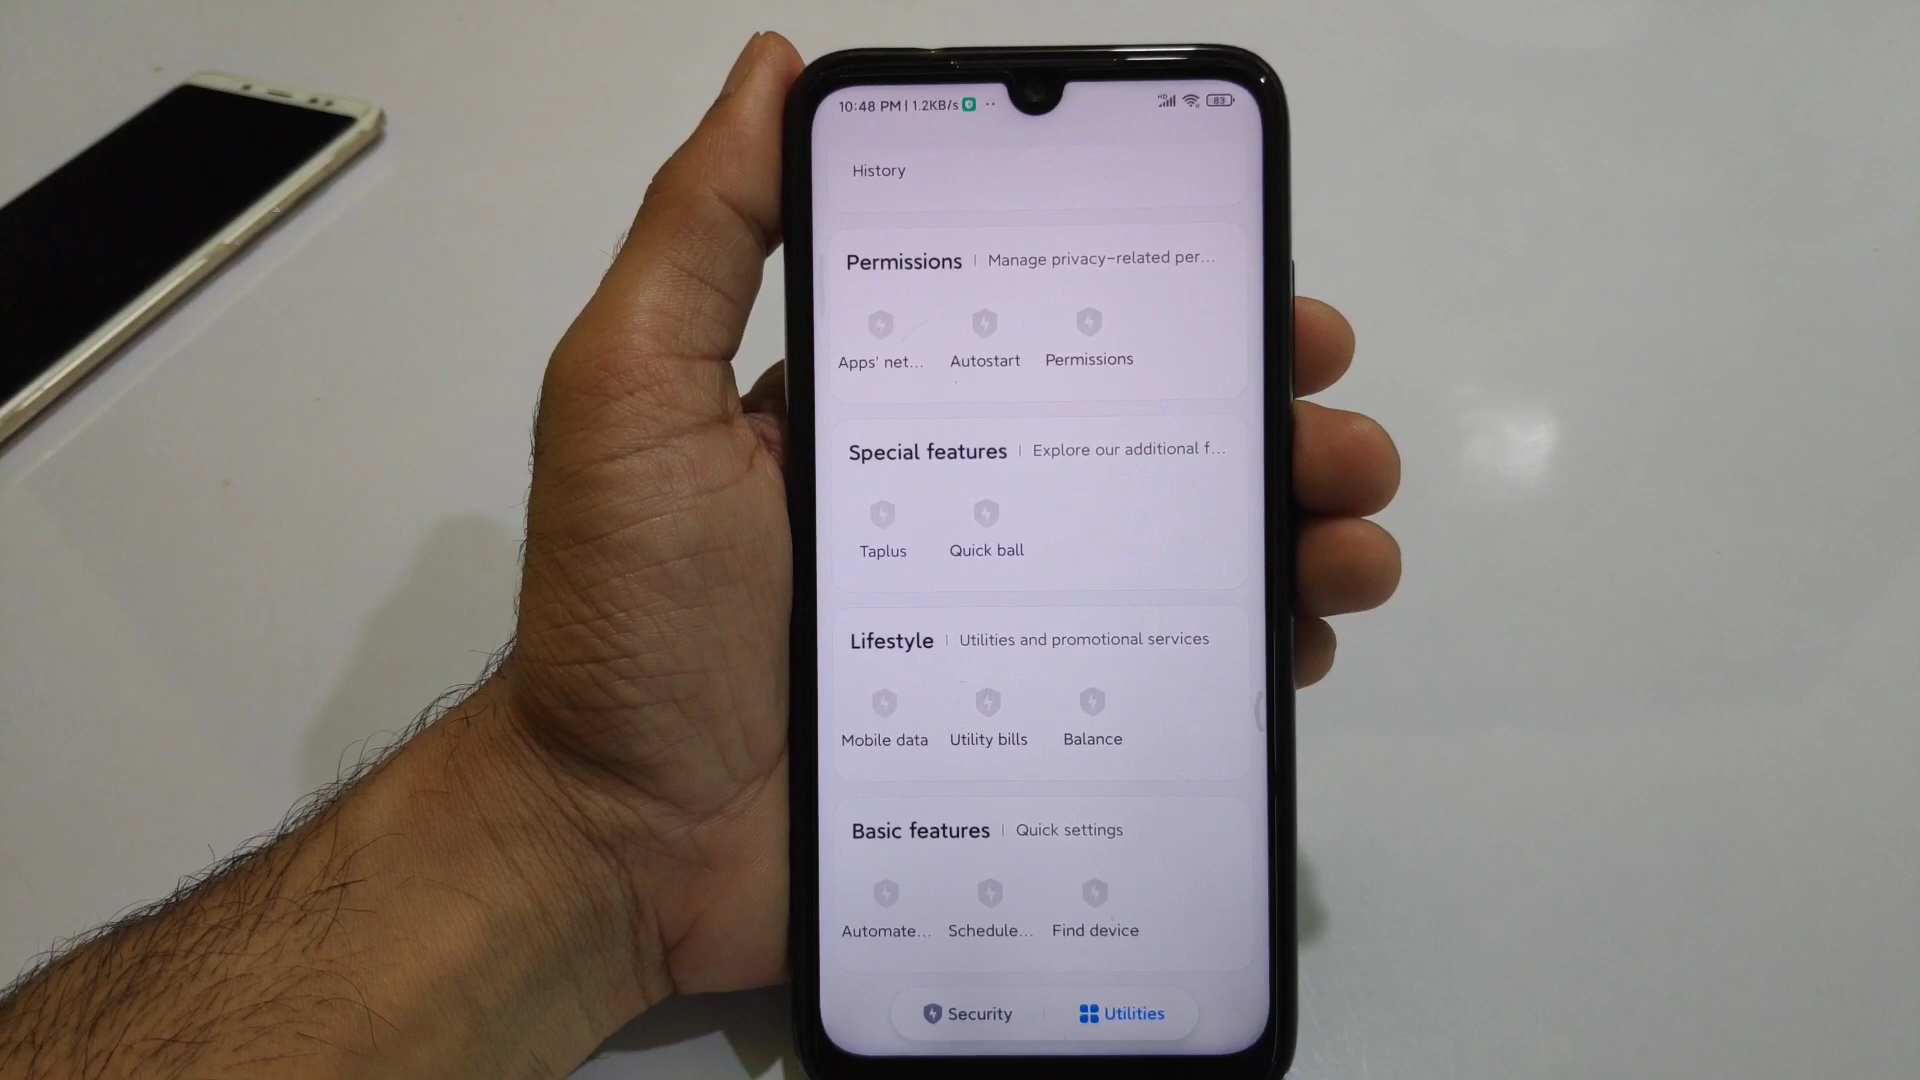 10:48 PM | 1.2KB/s HD 83
History
Permissions | Manage privacy-related per...
Apps' net... Autostart Permissions
Special features | Explore our additional f...
Taplus Quick ball
Lifestyle | Utilities and promotional services
Mobile data Utility bills Balance
Basic features | Quick settings
Automate... Schedule... Find device
Security Utilities